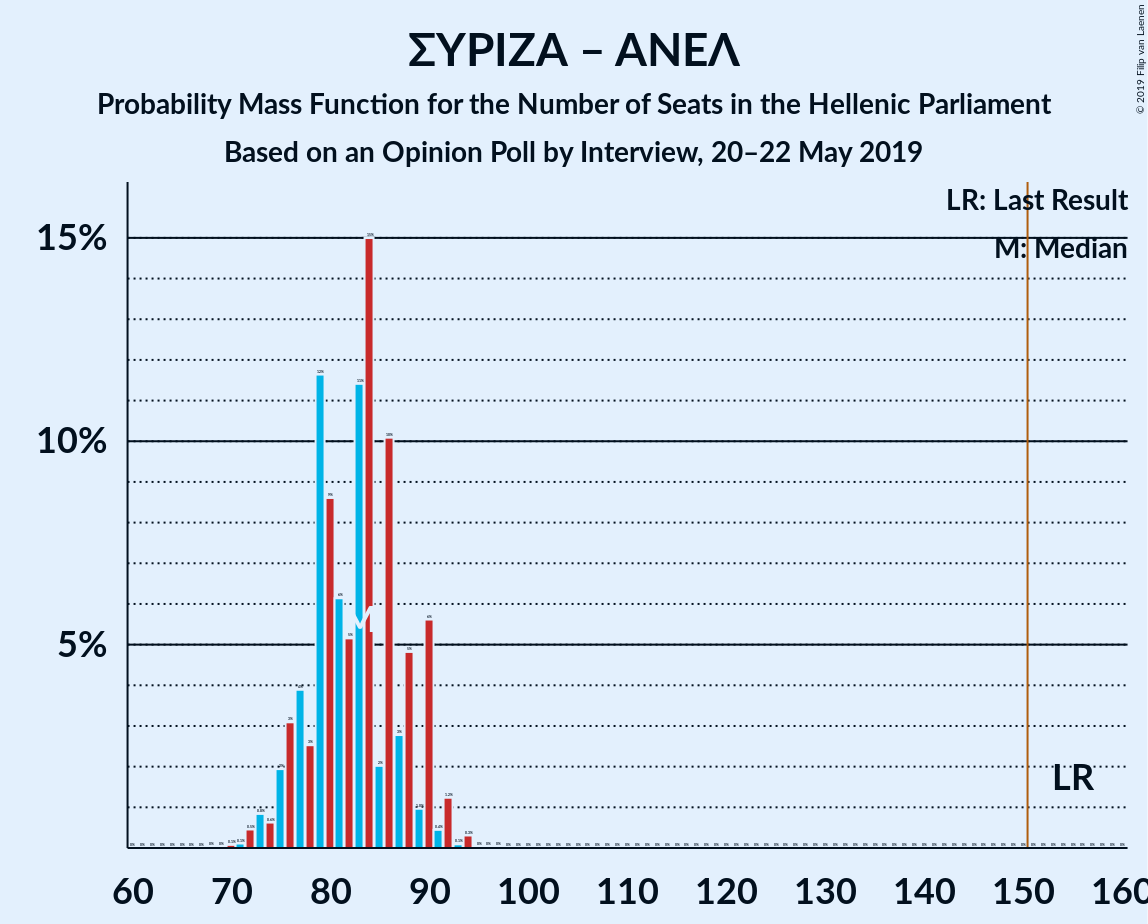 ΣΥΡΙΖΑ – ΑΝΕΛ
Probability Mass Function for the Number of Seats in the Hellenic Parliament
Based on an Opinion Poll by Interview, 20–22 May 2019
© 2019 Filip van Laenen
LR: Last Result
M: Median
15%
10%
5%
M
LR
60 70 80 90 100 110 120 130 140 150 160